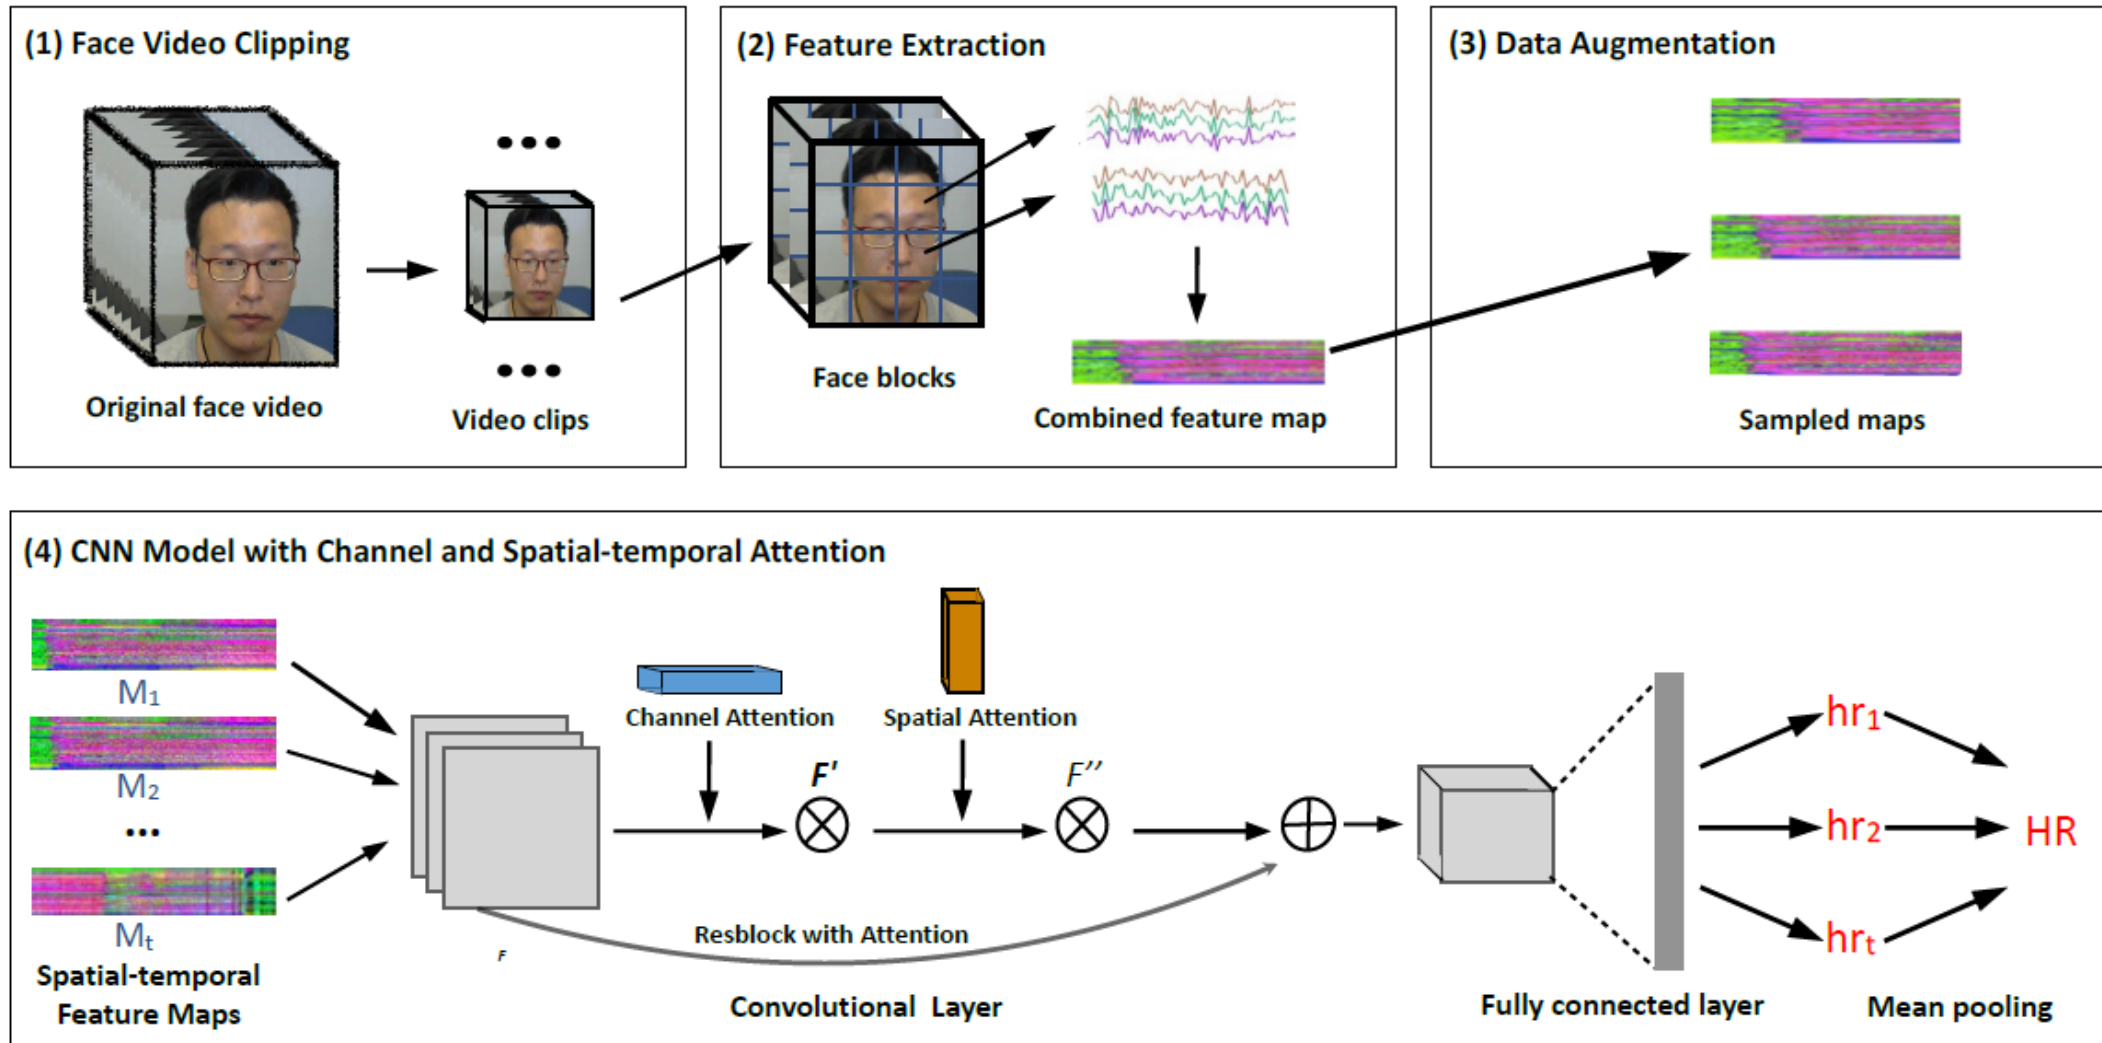 (1) Face Video Clipping
Original face video
•••
•••
Video clips
(2) Feature Extraction
Face blocks
Combined feature map
(3) Data Augmentation
Sampled maps
(4) CNN Model with Channel and Spatial-temporal Attention
M₁
M₂
...
Mₜ
Spatial-temporal
Feature Maps
Channel Attention
Spatial Attention
F'
F''
F
Resblock with Attention
Convolutional Layer
Fully connected layer
hr₁
hr₂
hrₜ
HR
Mean pooling